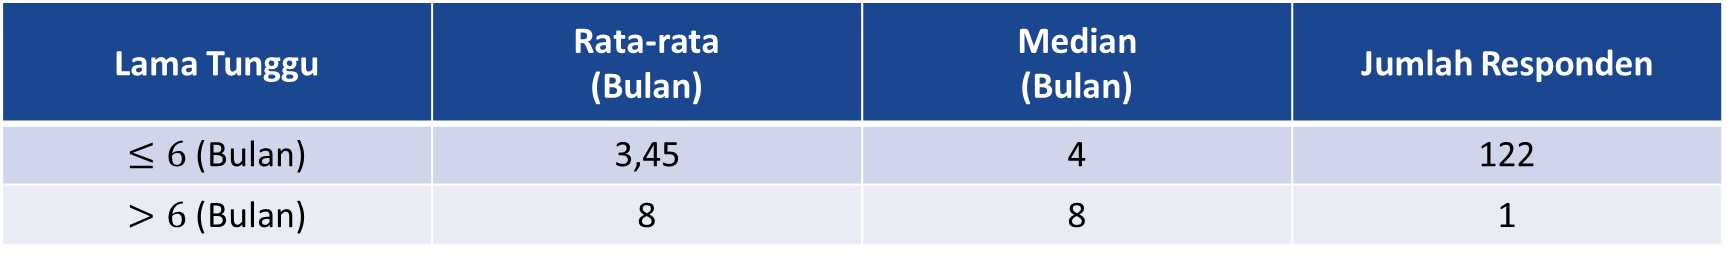 Lama Tunggu Rata-rata (Bulan) Median (Bulan) Jumlah Responden
≤ 6 (Bulan) 3,45 4 122
> 6 (Bulan) 8 8 1